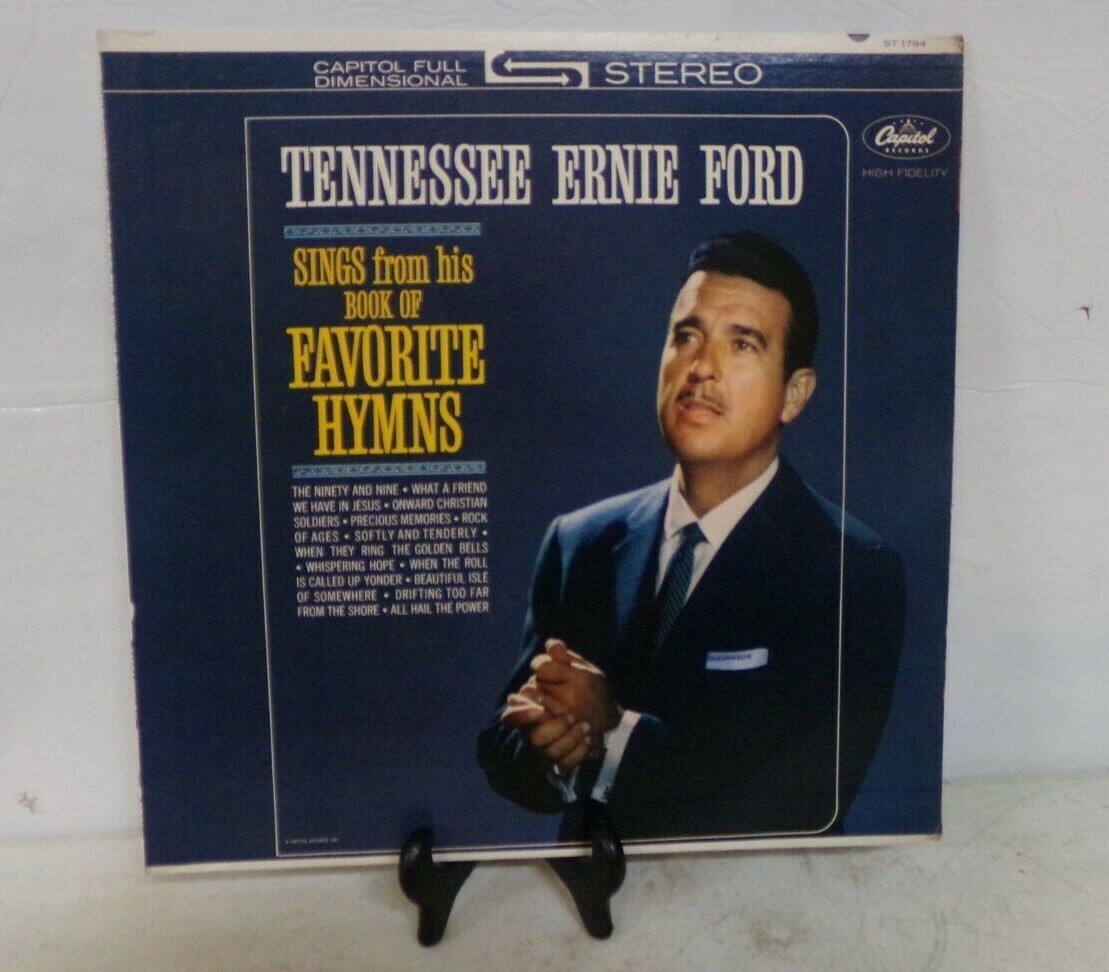 ST 1794
CAPITOL FULL
DIMENSIONAL
STEREO
Capitol
RECORDS
HIGH FIDELITY
TENNESSEE ERNIE FORD
SINGS from his
BOOK OF
FAVORITE
HYMNS
THE NINETY AND NINE • WHAT A FRIEND
WE HAVE IN JESUS • ONWARD CHRISTIAN
SOLDIERS • PRECIOUS MEMORIES • ROCK
OF AGES • SOFTLY AND TENDERLY •
WHEN THEY RING THE GOLDEN BELLS
• WHISPERING HOPE • WHEN THE ROLL
IS CALLED UP YONDER • BEAUTIFUL ISLE
OF SOMEWHERE • DRIFTING TOO FAR
FROM THE SHORE • ALL HAIL THE POWER